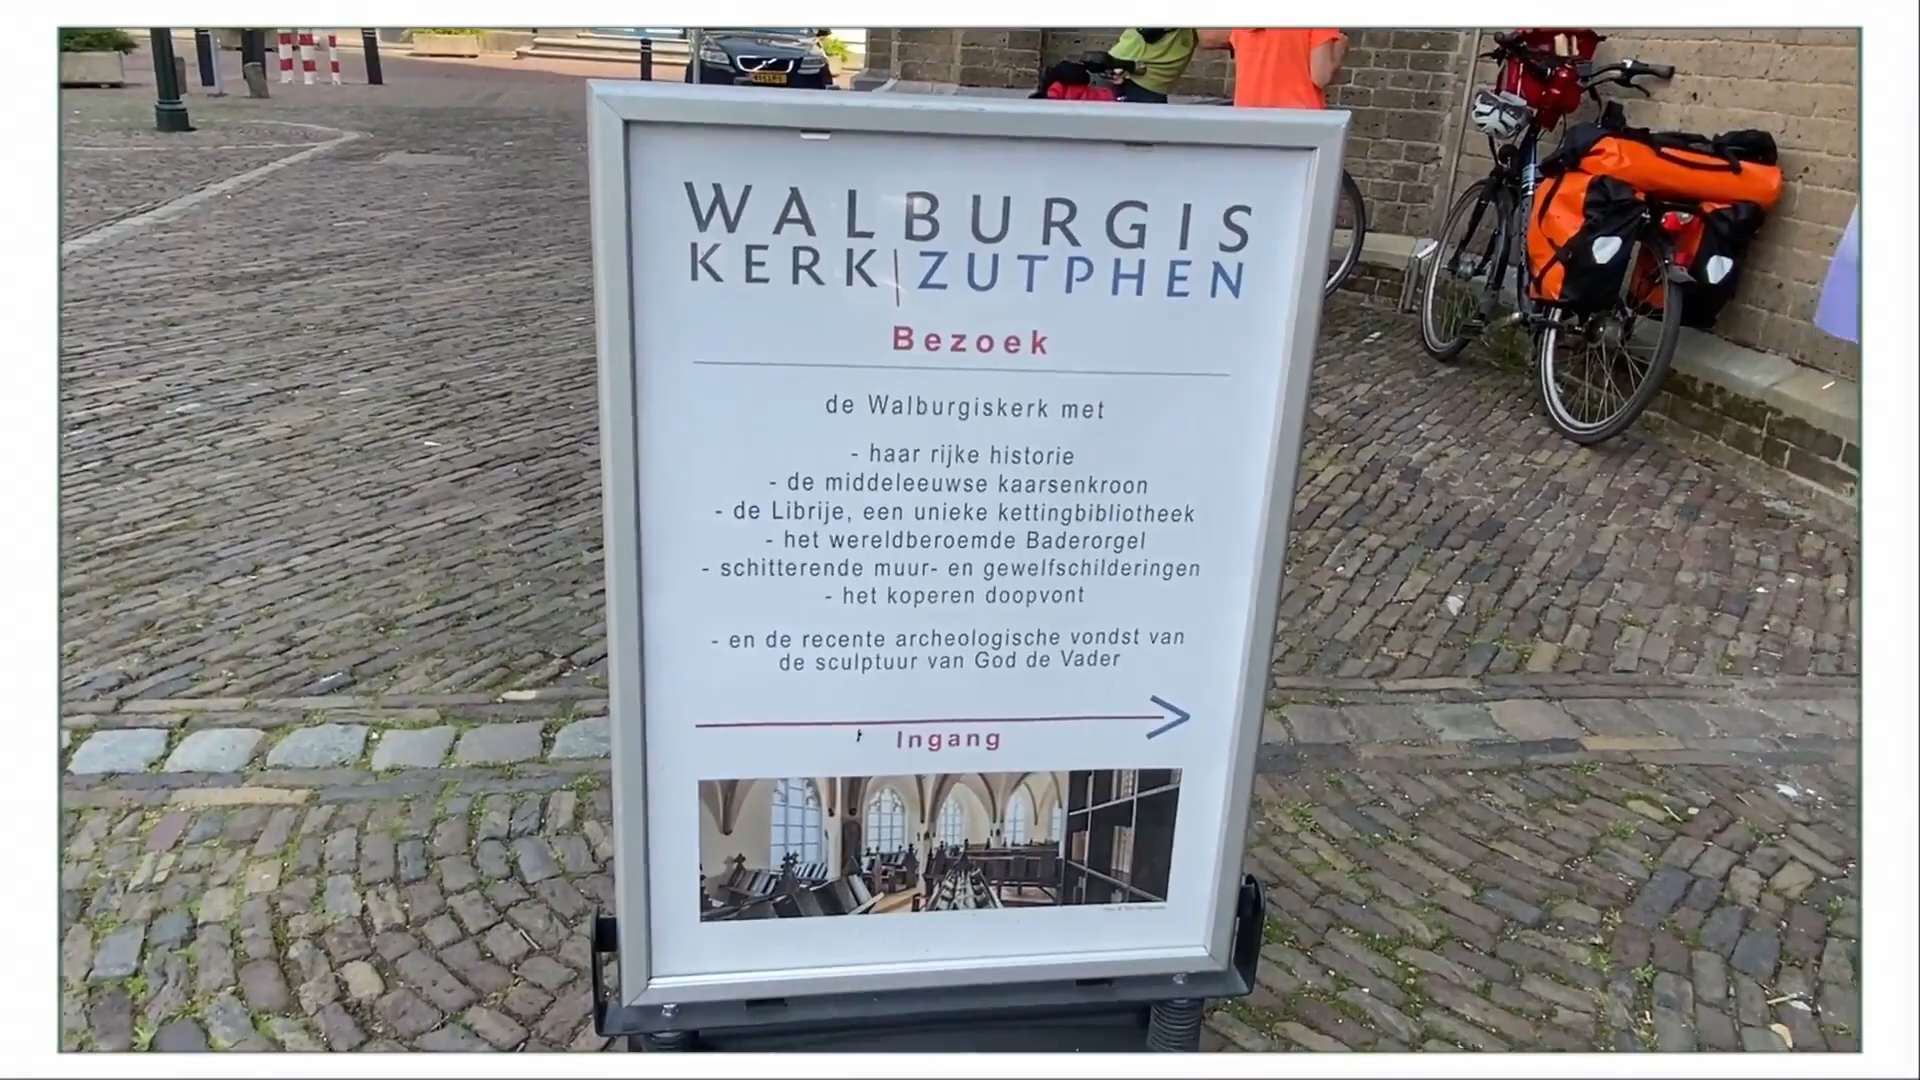 WALBURGIS
KERK|ZUTPHEN
Bezoek
de Walburgiskerk met
- haar rijke historie
- de middeleeuwse kaarsenkroon
- de Librije, een unieke kettingbibliotheek
- het wereldberoemde Baderorgel
- schitterende muur- en gewelfschilderingen
- het koperen doopvont
- en de recente archeologische vondst van
de sculptuur van God de Vader
Ingang